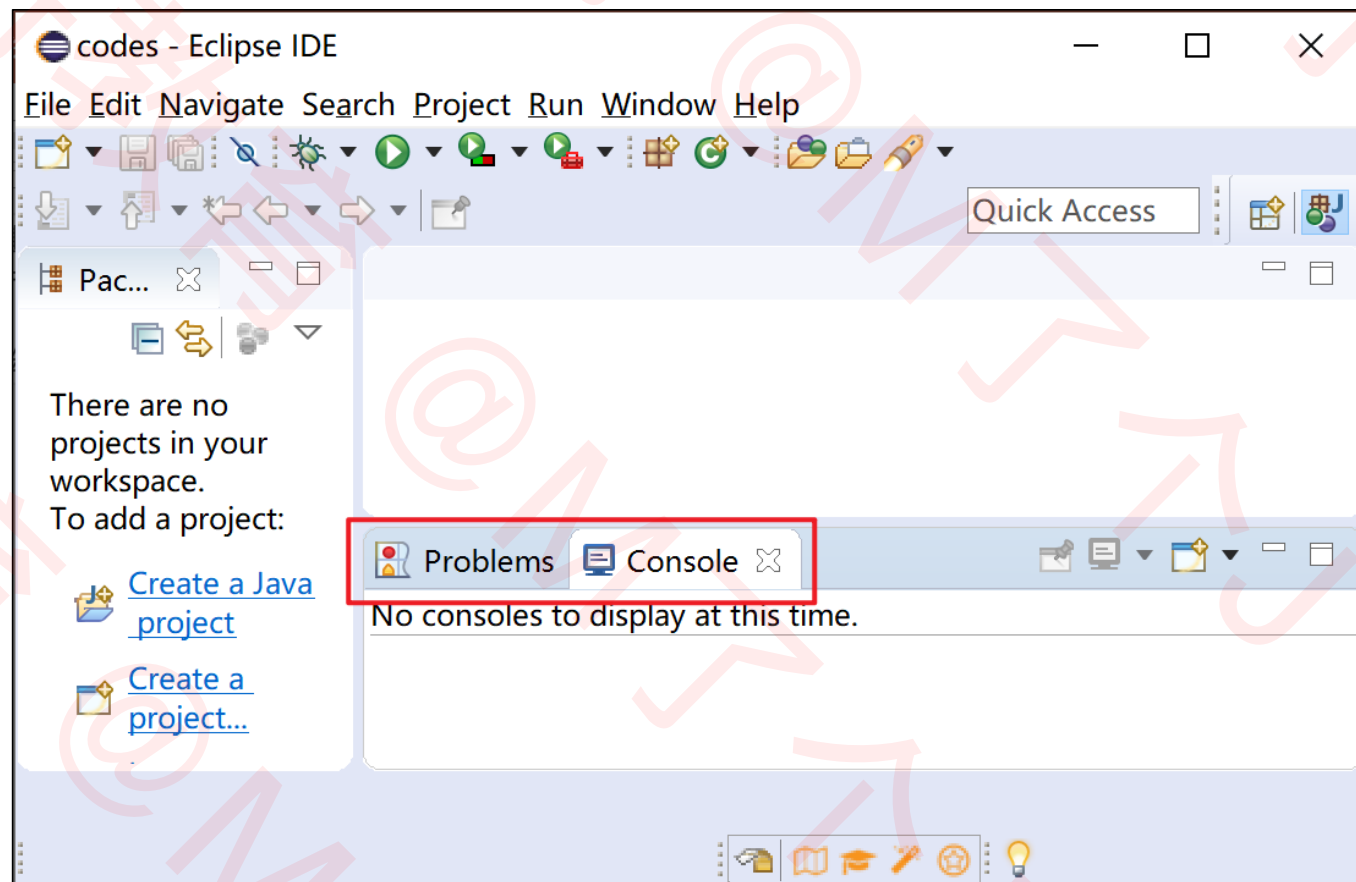 codes - Eclipse IDE
File Edit Navigate Search Project Run Window Help
Quick Access
Pac...
There are no
projects in your
workspace.
To add a project:
Create a Java
project
Create a
project...
Problems Console
No consoles to display at this time.